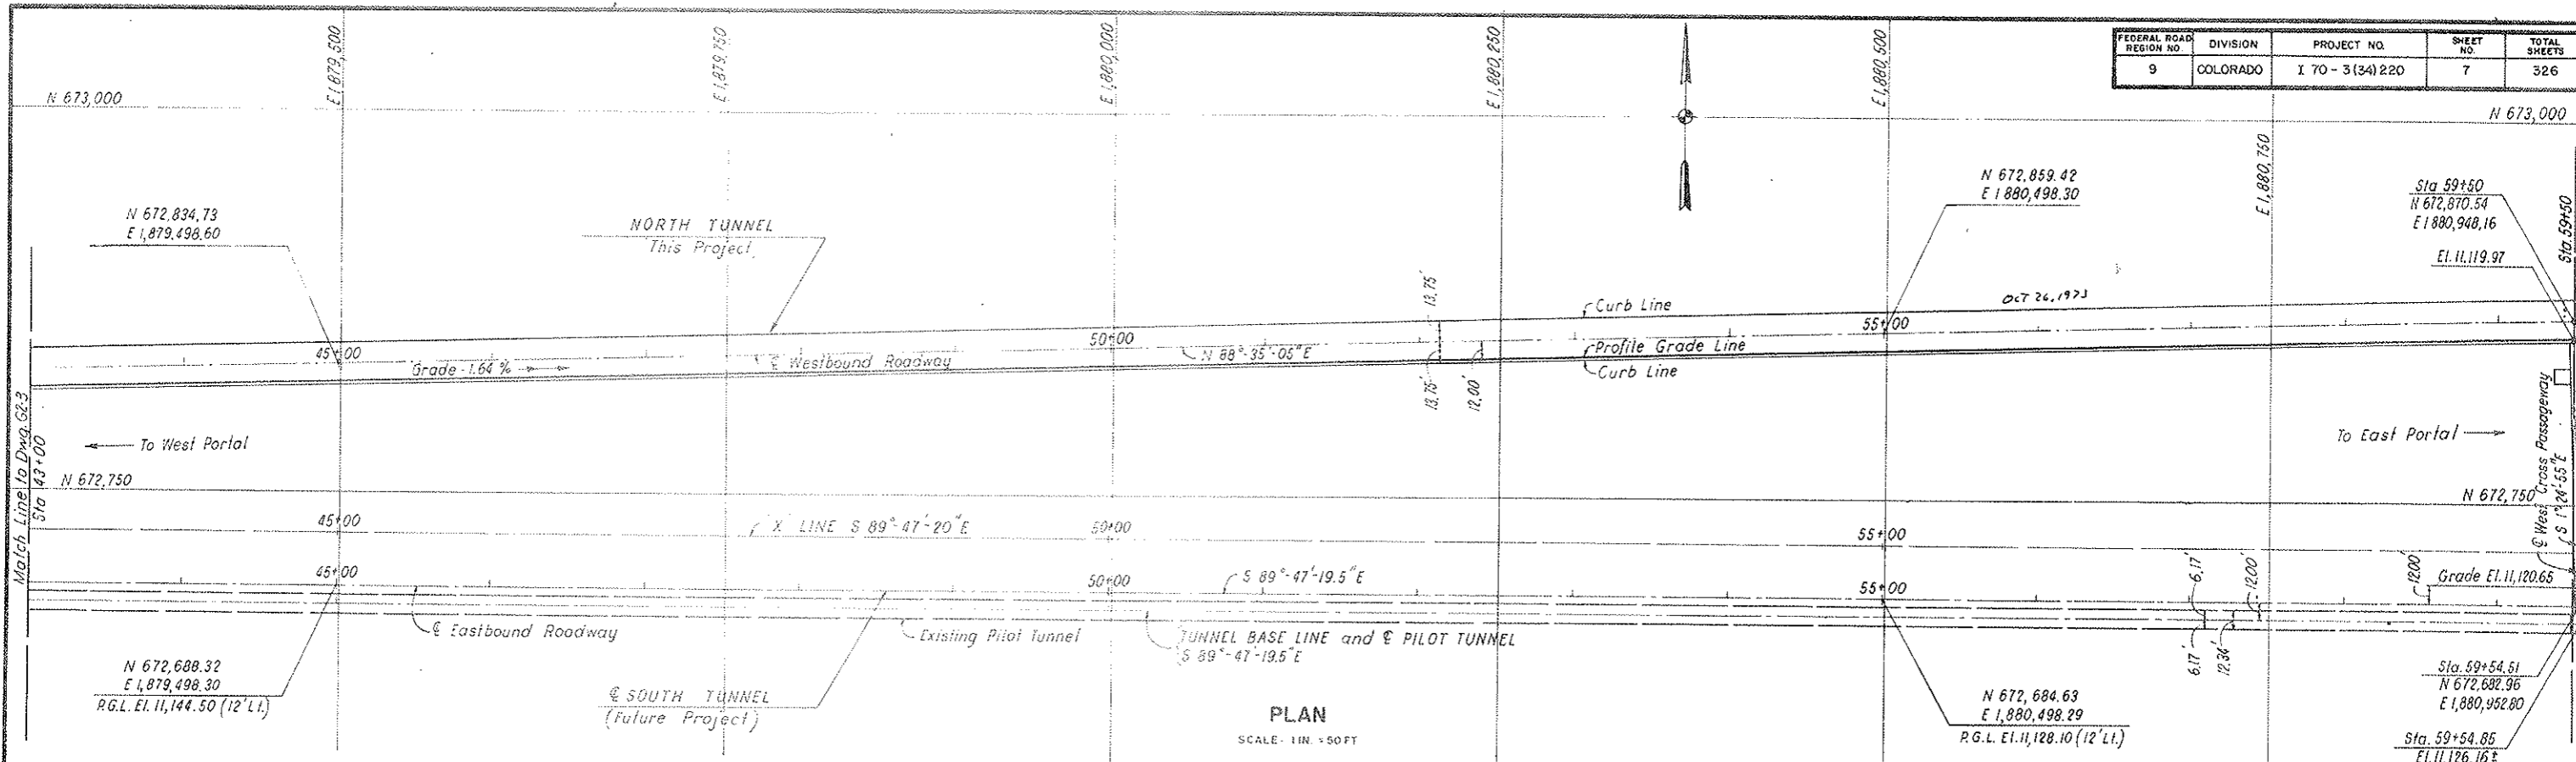 FEDERAL ROAD REGION NO.
DIVISION
PROJECT NO.
SHEET NO.
TOTAL SHEETS
9
COLORADO
I 70 - 3 (34) 220
7
326
E 1,879,500
E 1,879,750
E 1,880,000
E 1,880,250
E 1,880,500
E 1,880,750
N 673,000
N 673,000
N 672,834.73
E 1,879,498.60
NORTH TUNNEL
This Project
N 672,859.42
E 1 880,498.30
Sta 59+50
N 672,870.54
E 1 880,948.16
El. 11,119.97
Sta. 59+50
13.75'
Curb Line
OCT 26, 1973
45+00
50+00
55+00
Grade -1.64 %
℄ Westbound Roadway
N 88°-35'-05" E
Profile Grade Line
Curb Line
13.75'
12.00'
Match Line to Dwg. G2-3
Sta 43+00
To West Portal
To East Portal
℄ West Cross Passageway
S 1°24'55" E
N 672,750
N 672,750
45+00
'X' LINE S 89°-47'-20" E
50+00
55+00
45+00
50+00
S 89°-47'-19.5" E
55+00
6.17'
12.00'
12.00'
Grade El. 11,120.65
℄ Eastbound Roadway
Existing Pilot Tunnel
TUNNEL BASE LINE and ℄ PILOT TUNNEL
S 89°-47'-19.5" E
6.17'
12.34'
N 672,688.32
E 1,879,498.30
P.G.L. El. 11,144.50 (12' Lt.)
℄ SOUTH TUNNEL
(Future Project)
PLAN
SCALE - 1 IN. = 50 FT
N 672,684.63
E 1,880,498.29
P.G.L. El. 11,128.10 (12' Lt.)
Sta. 59+54.51
N 672,682.96
E 1,880,952.80
Sta. 59+54.85
El. 11,126.16±